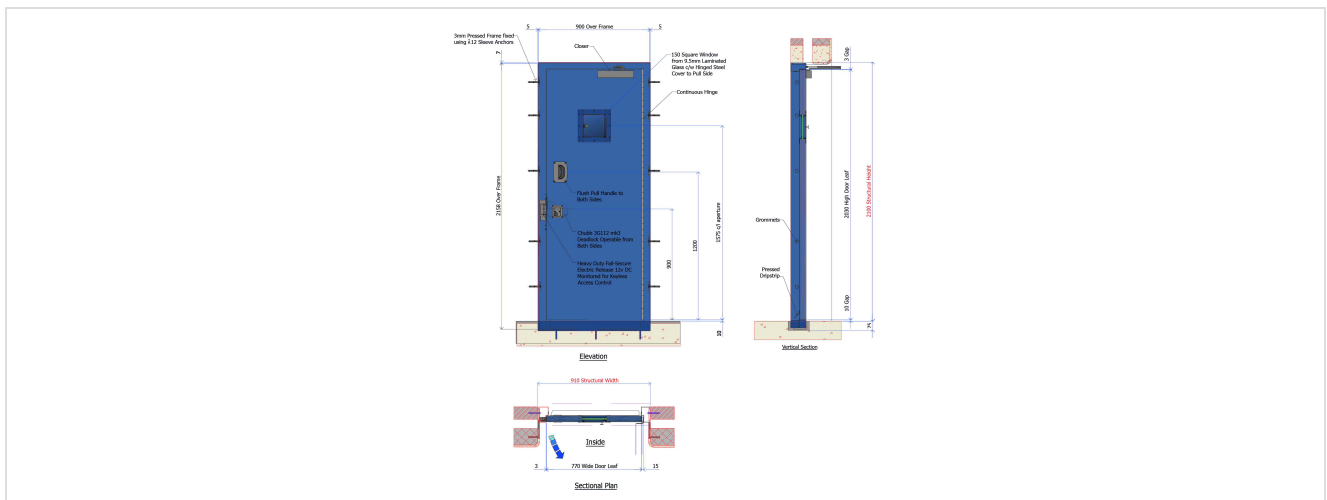 5
900 Over Frame
5
3mm Pressed Frame fixed
using λ12 Sleeve Anchors
Closer
7
150 Square Window
from 9.5mm Laminated
Glass c/w Hinged Steel
Cover to Pull Side
Continuous Hinge
2158 Over Frame
Flush Pull Handle to
Both Sides
Chubb 3G112 mk3
Deadlock Operable from
Both Sides
Heavy Duty Fail-Secure
Electric Release 12v DC
Monitored for Keyless
Access Control
900
1200
1575 c/l aperture
10
Elevation
3 Gap
2030 High Door Leaf
2100 Structural Height
Grommets
Pressed
Dripstrip
10 Gap
25
Vertical Section
910 Structural Width
Inside
3
770 Wide Door Leaf
15
Sectional Plan